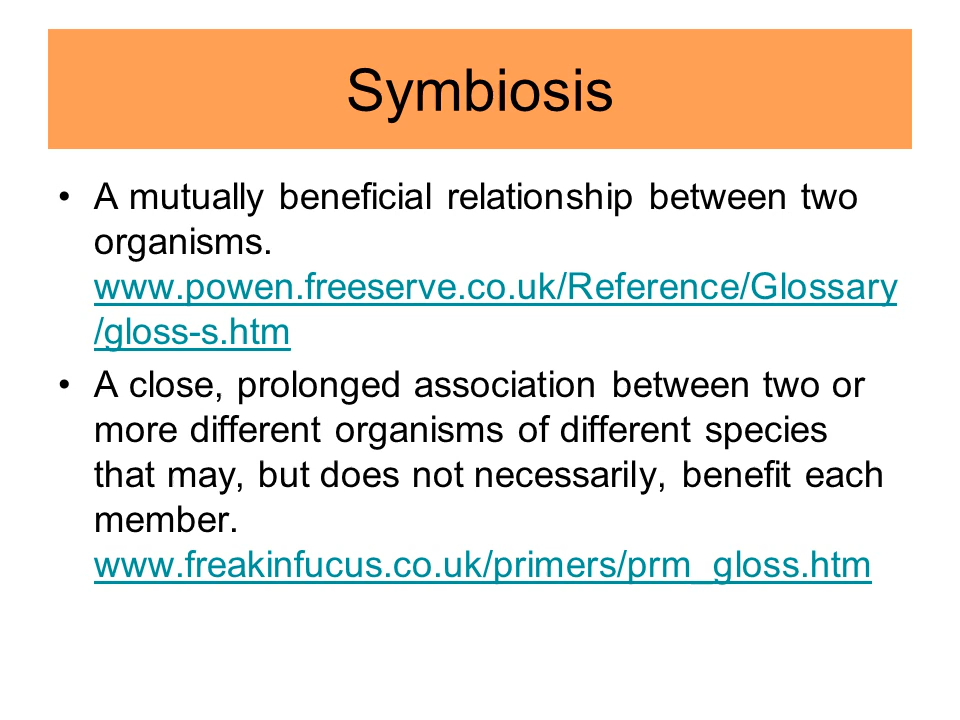 Symbiosis
• A mutually beneficial relationship between two
organisms.
www.powen.freeserve.co.uk/Reference/Glossary
/gloss-s.htm
• A close, prolonged association between two or
more different organisms of different species
that may, but does not necessarily, benefit each
member.
www.freakinfucus.co.uk/primers/prm_gloss.htm